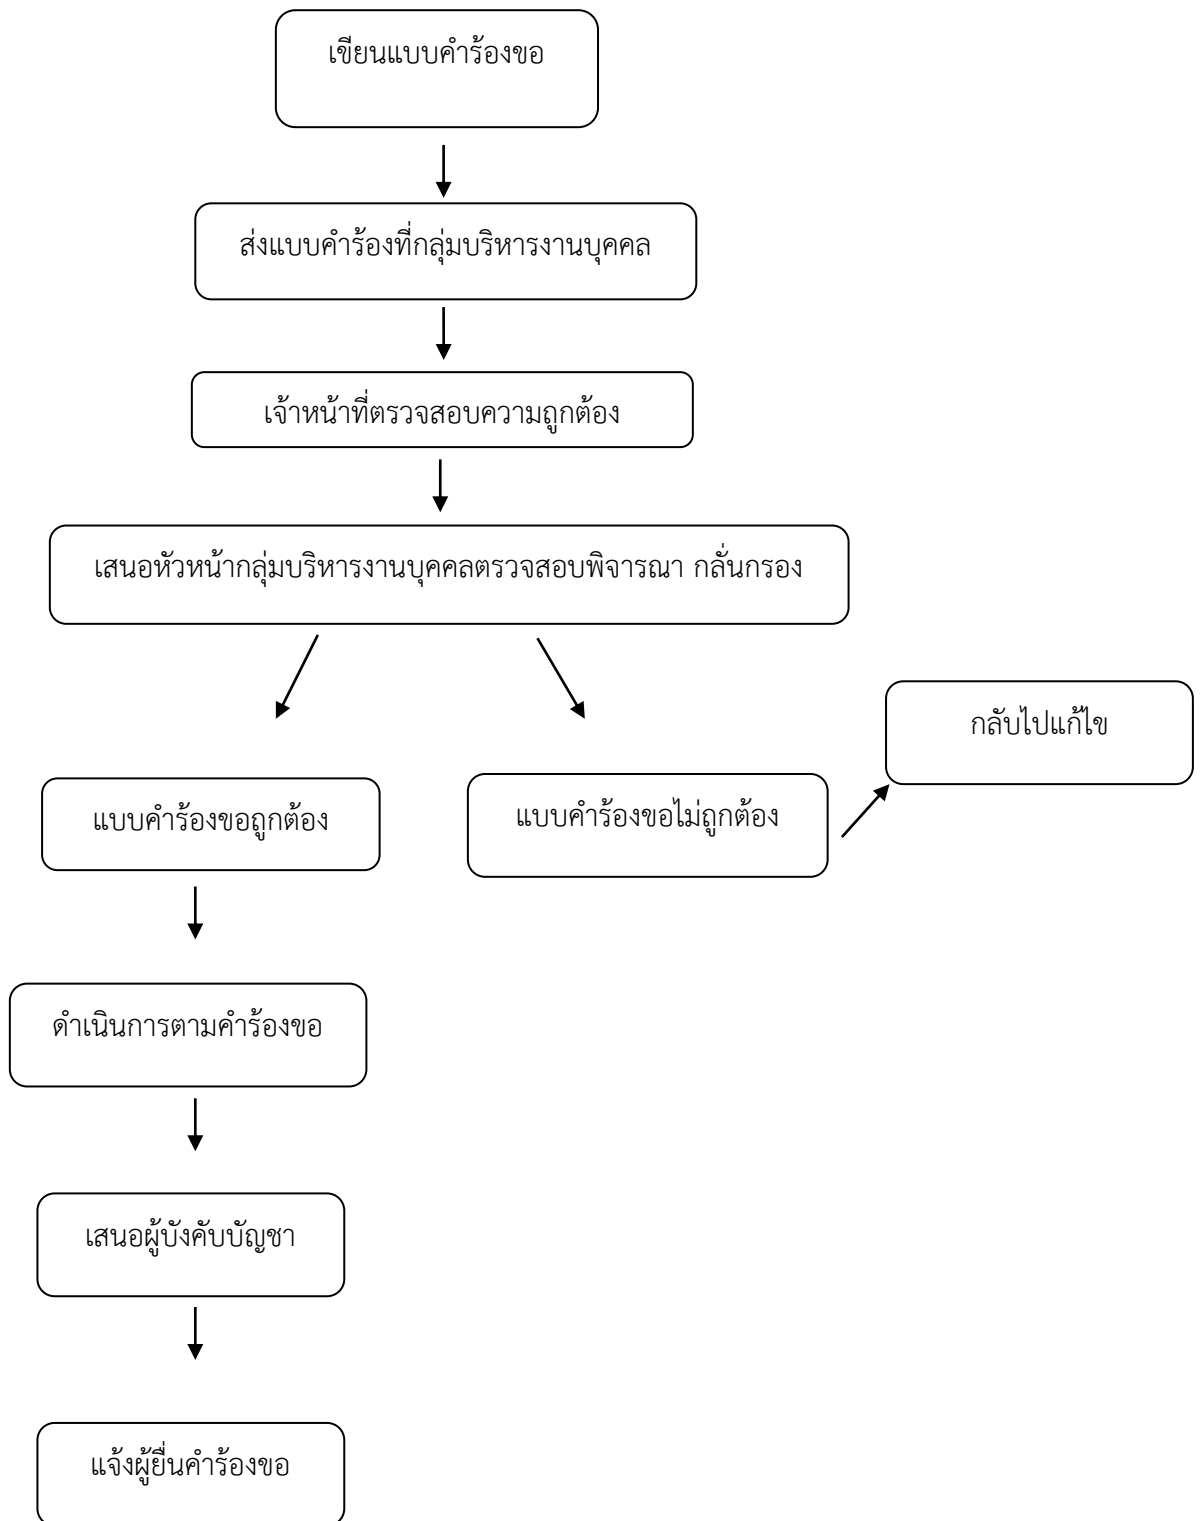 เขียนแบบคำร้องขอ
ส่งแบบคำร้องที่กลุ่มบริหารงานบุคคล
เจ้าหน้าที่ตรวจสอบความถูกต้อง
เสนอหัวหน้ากลุ่มบริหารงานบุคคลตรวจสอบพิจารณา กลั่นกรอง
กลับไปแก้ไข
แบบคำร้องขอถูกต้อง
แบบคำร้องขอไม่ถูกต้อง
ดำเนินการตามคำร้องขอ
เสนอผู้บังคับบัญชา
แจ้งผู้ยื่นคำร้องขอ